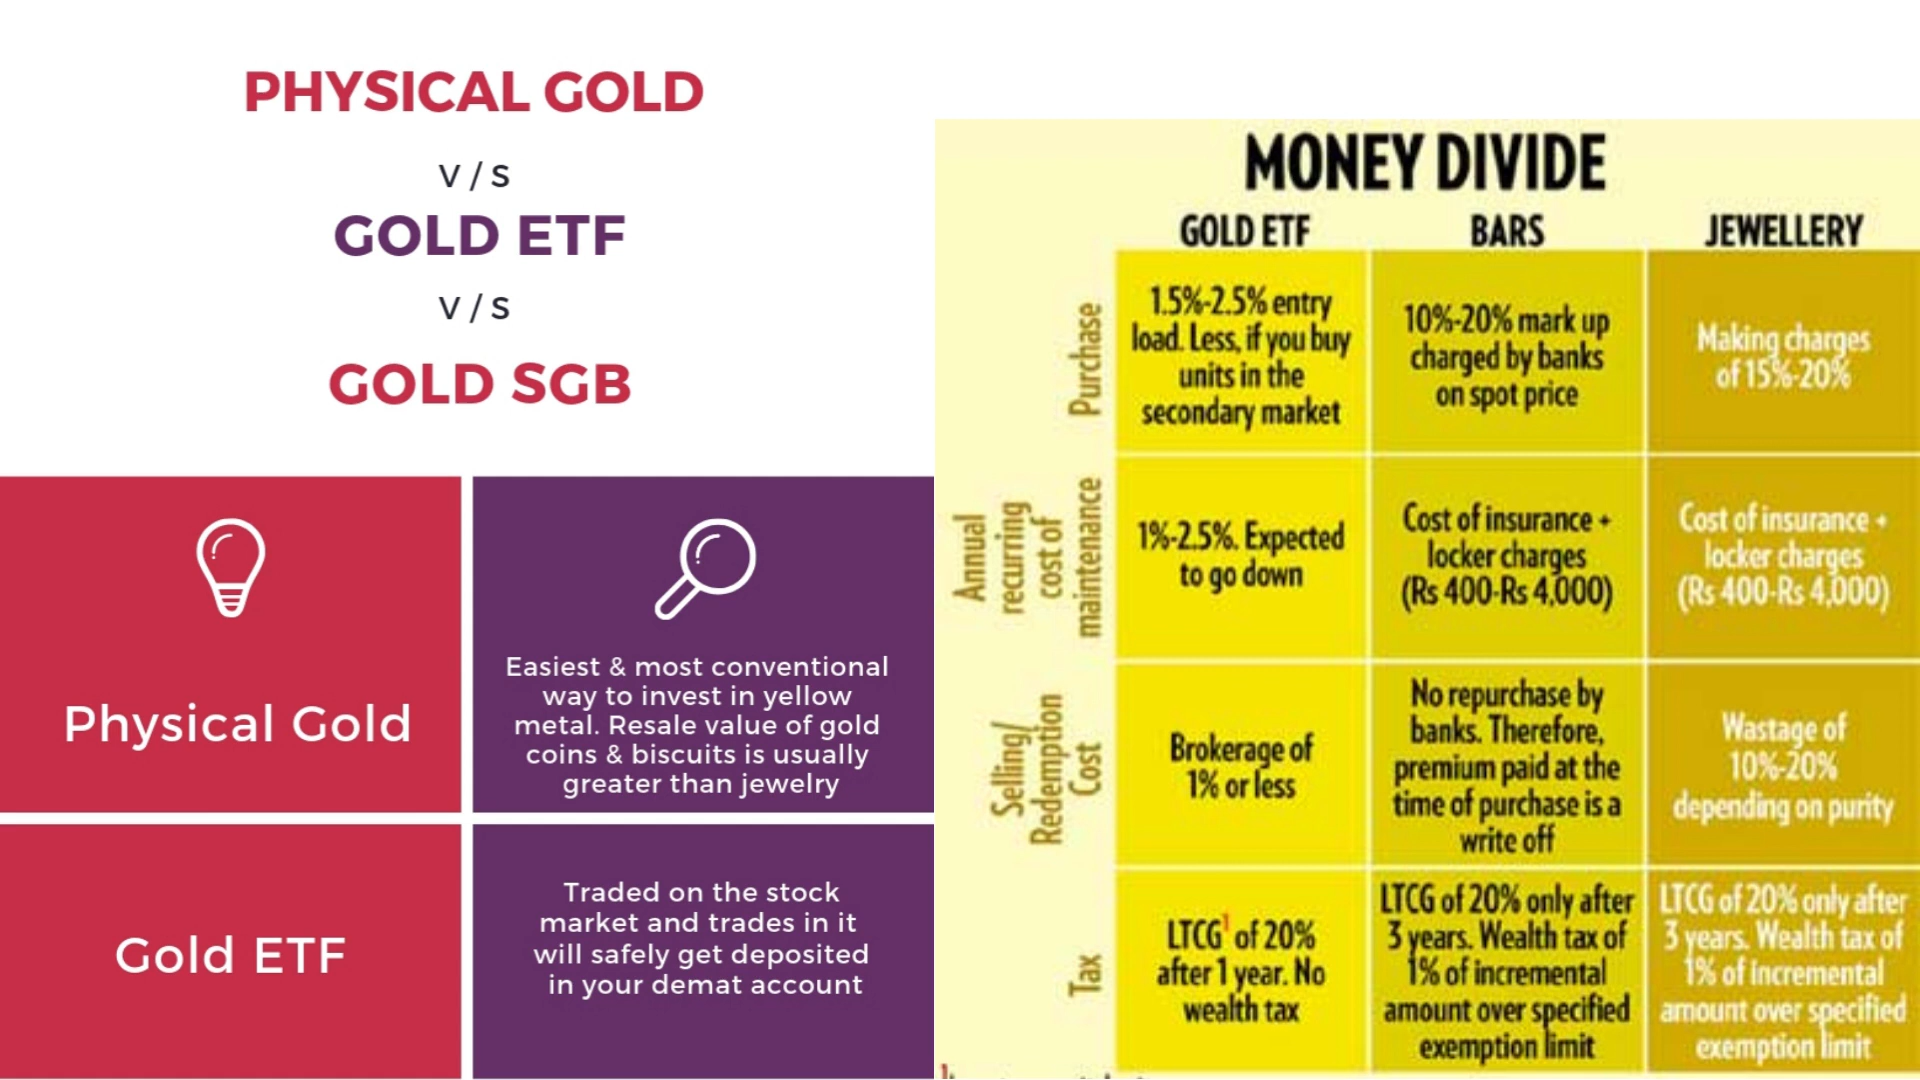 PHYSICAL GOLD
V / S
GOLD ETF
V / S
GOLD SGB
Physical Gold
Easiest & most conventional
way to invest in yellow
metal. Resale value of gold
coins & biscuits is usually
greater than jewelry
Gold ETF
Traded on the stock
market and trades in it
will safely get deposited
in your demat account
MONEY DIVIDE
GOLD ETF
BARS
JEWELLERY
Purchase
1.5%-2.5% entry
load. Less, if you buy
units in the
secondary market
10%-20% mark up
charged by banks
on spot price
Making charges
of 15%-20%
Annual
recurring
cost of
maintenance
1%-2.5%. Expected
to go down
Cost of insurance +
locker charges
(Rs 400-Rs 4,000)
Cost of insurance +
locker charges
(Rs 400-Rs 4,000)
Selling/
Redemption
Cost
Brokerage of
1% or less
No repurchase by
banks. Therefore,
premium paid at the
time of purchase is a
write off
Wastage of
10%-20%
depending on purity
Tax
LTCG1 of 20%
after 1 year. No
wealth tax
LTCG of 20% only after
3 years. Wealth tax of
1% of incremental
amount over specified
exemption limit
LTCG of 20% only after
3 years. Wealth tax of
1% of incremental
amount over specified
exemption limit